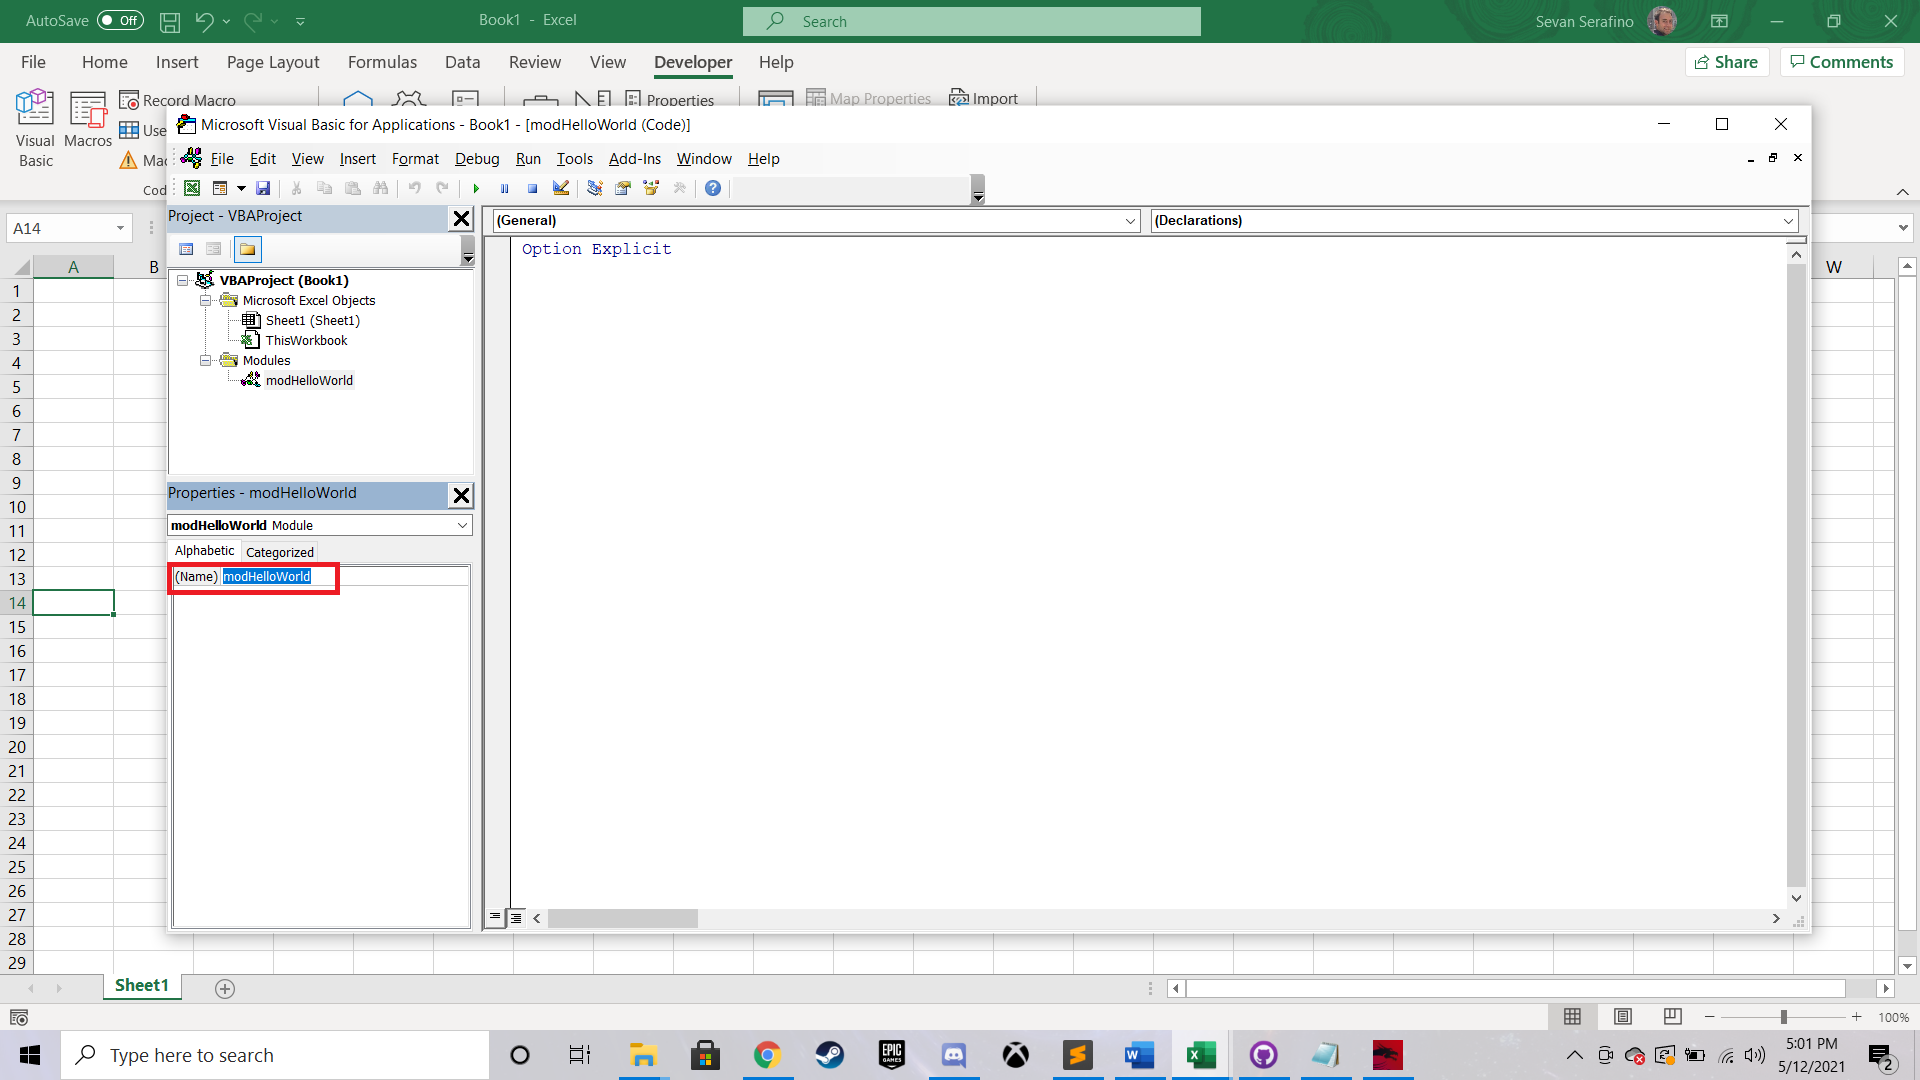 AutoSave Off
Book1 - Excel
Search
Sevan Serafino
File Home Insert Page Layout Formulas Data Review View Developer Help
Share Comments
Visual Basic
Macros
Record Macro
Use
Properties
Map Properties
Import
Microsoft Visual Basic for Applications - Book1 - [modHelloWorld (Code)]
File Edit View Insert Format Debug Run Tools Add-Ins Window Help
A14
Project - VBAProject
(General)
(Declarations)
Option Explicit
VBAProject (Book1)
Microsoft Excel Objects
Sheet1 (Sheet1)
ThisWorkbook
Modules
modHelloWorld
Properties - modHelloWorld
modHelloWorld Module
Alphabetic Categorized
(Name) modHelloWorld
A B W
1
2
3
4
5
6
7
8
9
10
11
12
13
14
15
16
17
18
19
20
21
22
23
24
25
26
27
28
29
Sheet1
100%
Type here to search
EPIC GAMES
5:01 PM
5/12/2021
2